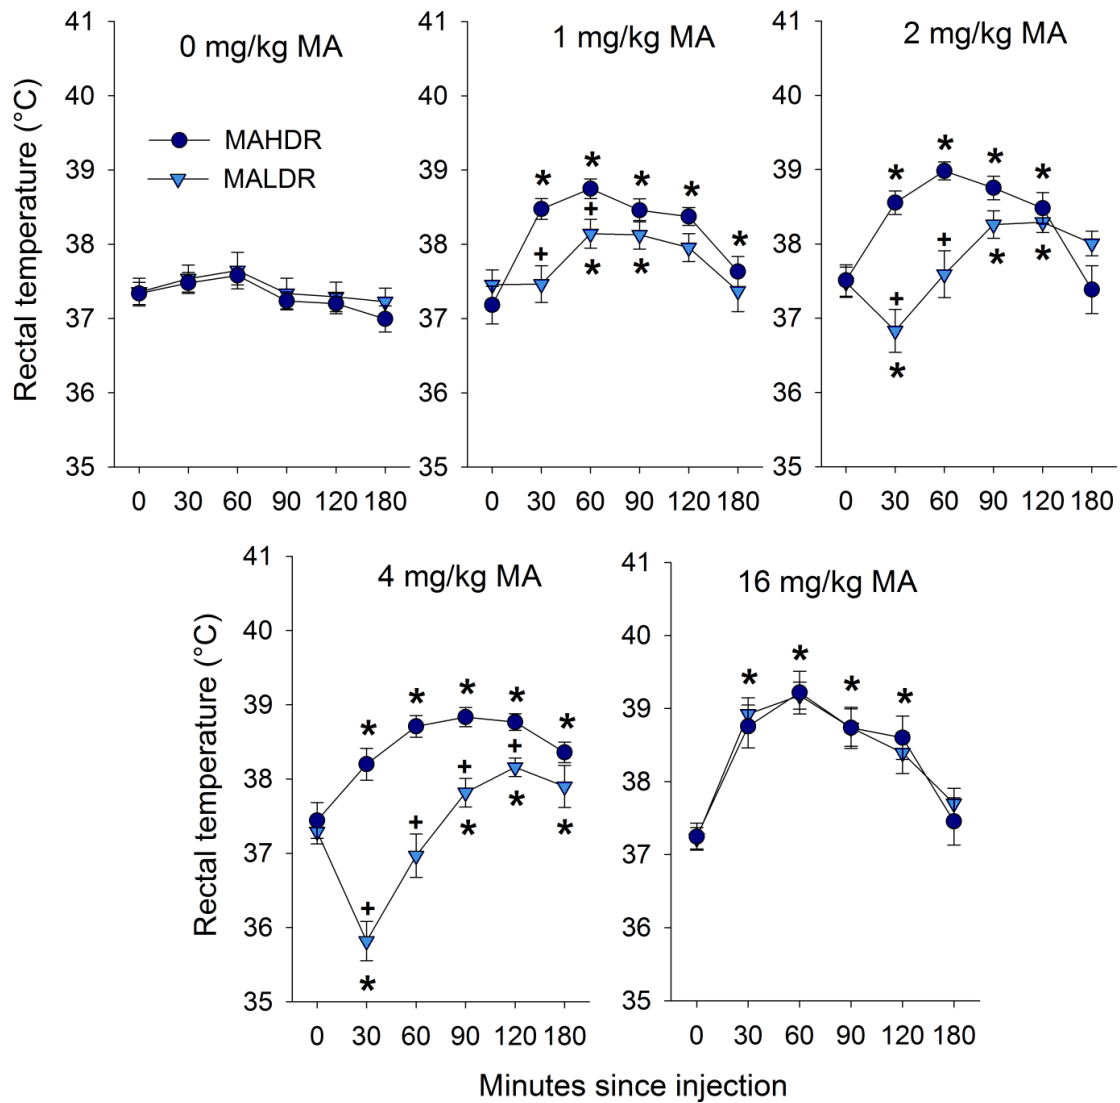 0 mg/kg MA
1 mg/kg MA
2 mg/kg MA
Rectal temperature (°C)
MAHDR
MALDR
41
40
39
38
37
36
35
0 30 60 90 120 180
41
40
39
38
37
36
35
0 30 60 90 120 180
* * * * *
+ +
* *
41
40
39
38
37
36
35
0 30 60 90 120 180
* * * *
+ +
* * *
4 mg/kg MA
16 mg/kg MA
Rectal temperature (°C)
41
40
39
38
37
36
35
0 30 60 90 120 180
* * * * *
+ + + +
* * * *
41
40
39
38
37
36
35
0 30 60 90 120 180
* * * *
Minutes since injection